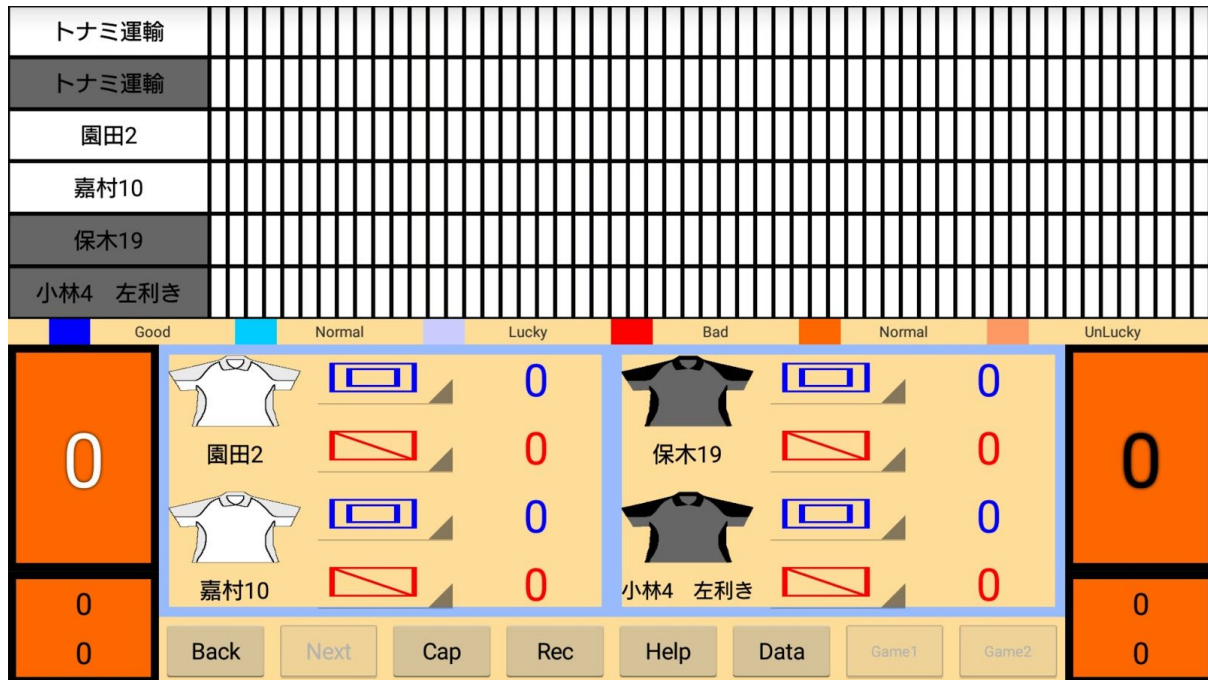 トナミ運輸
トナミ運輸
園田2
嘉村10
保木19
小林4　左利き
Good Normal Lucky Bad Normal UnLucky
0 0 0 0
園田2 0 保木19 0
0 0
嘉村10 0 小林4　左利き 0
0 0
0 0
Back Next Cap Rec Help Data Game1 Game2